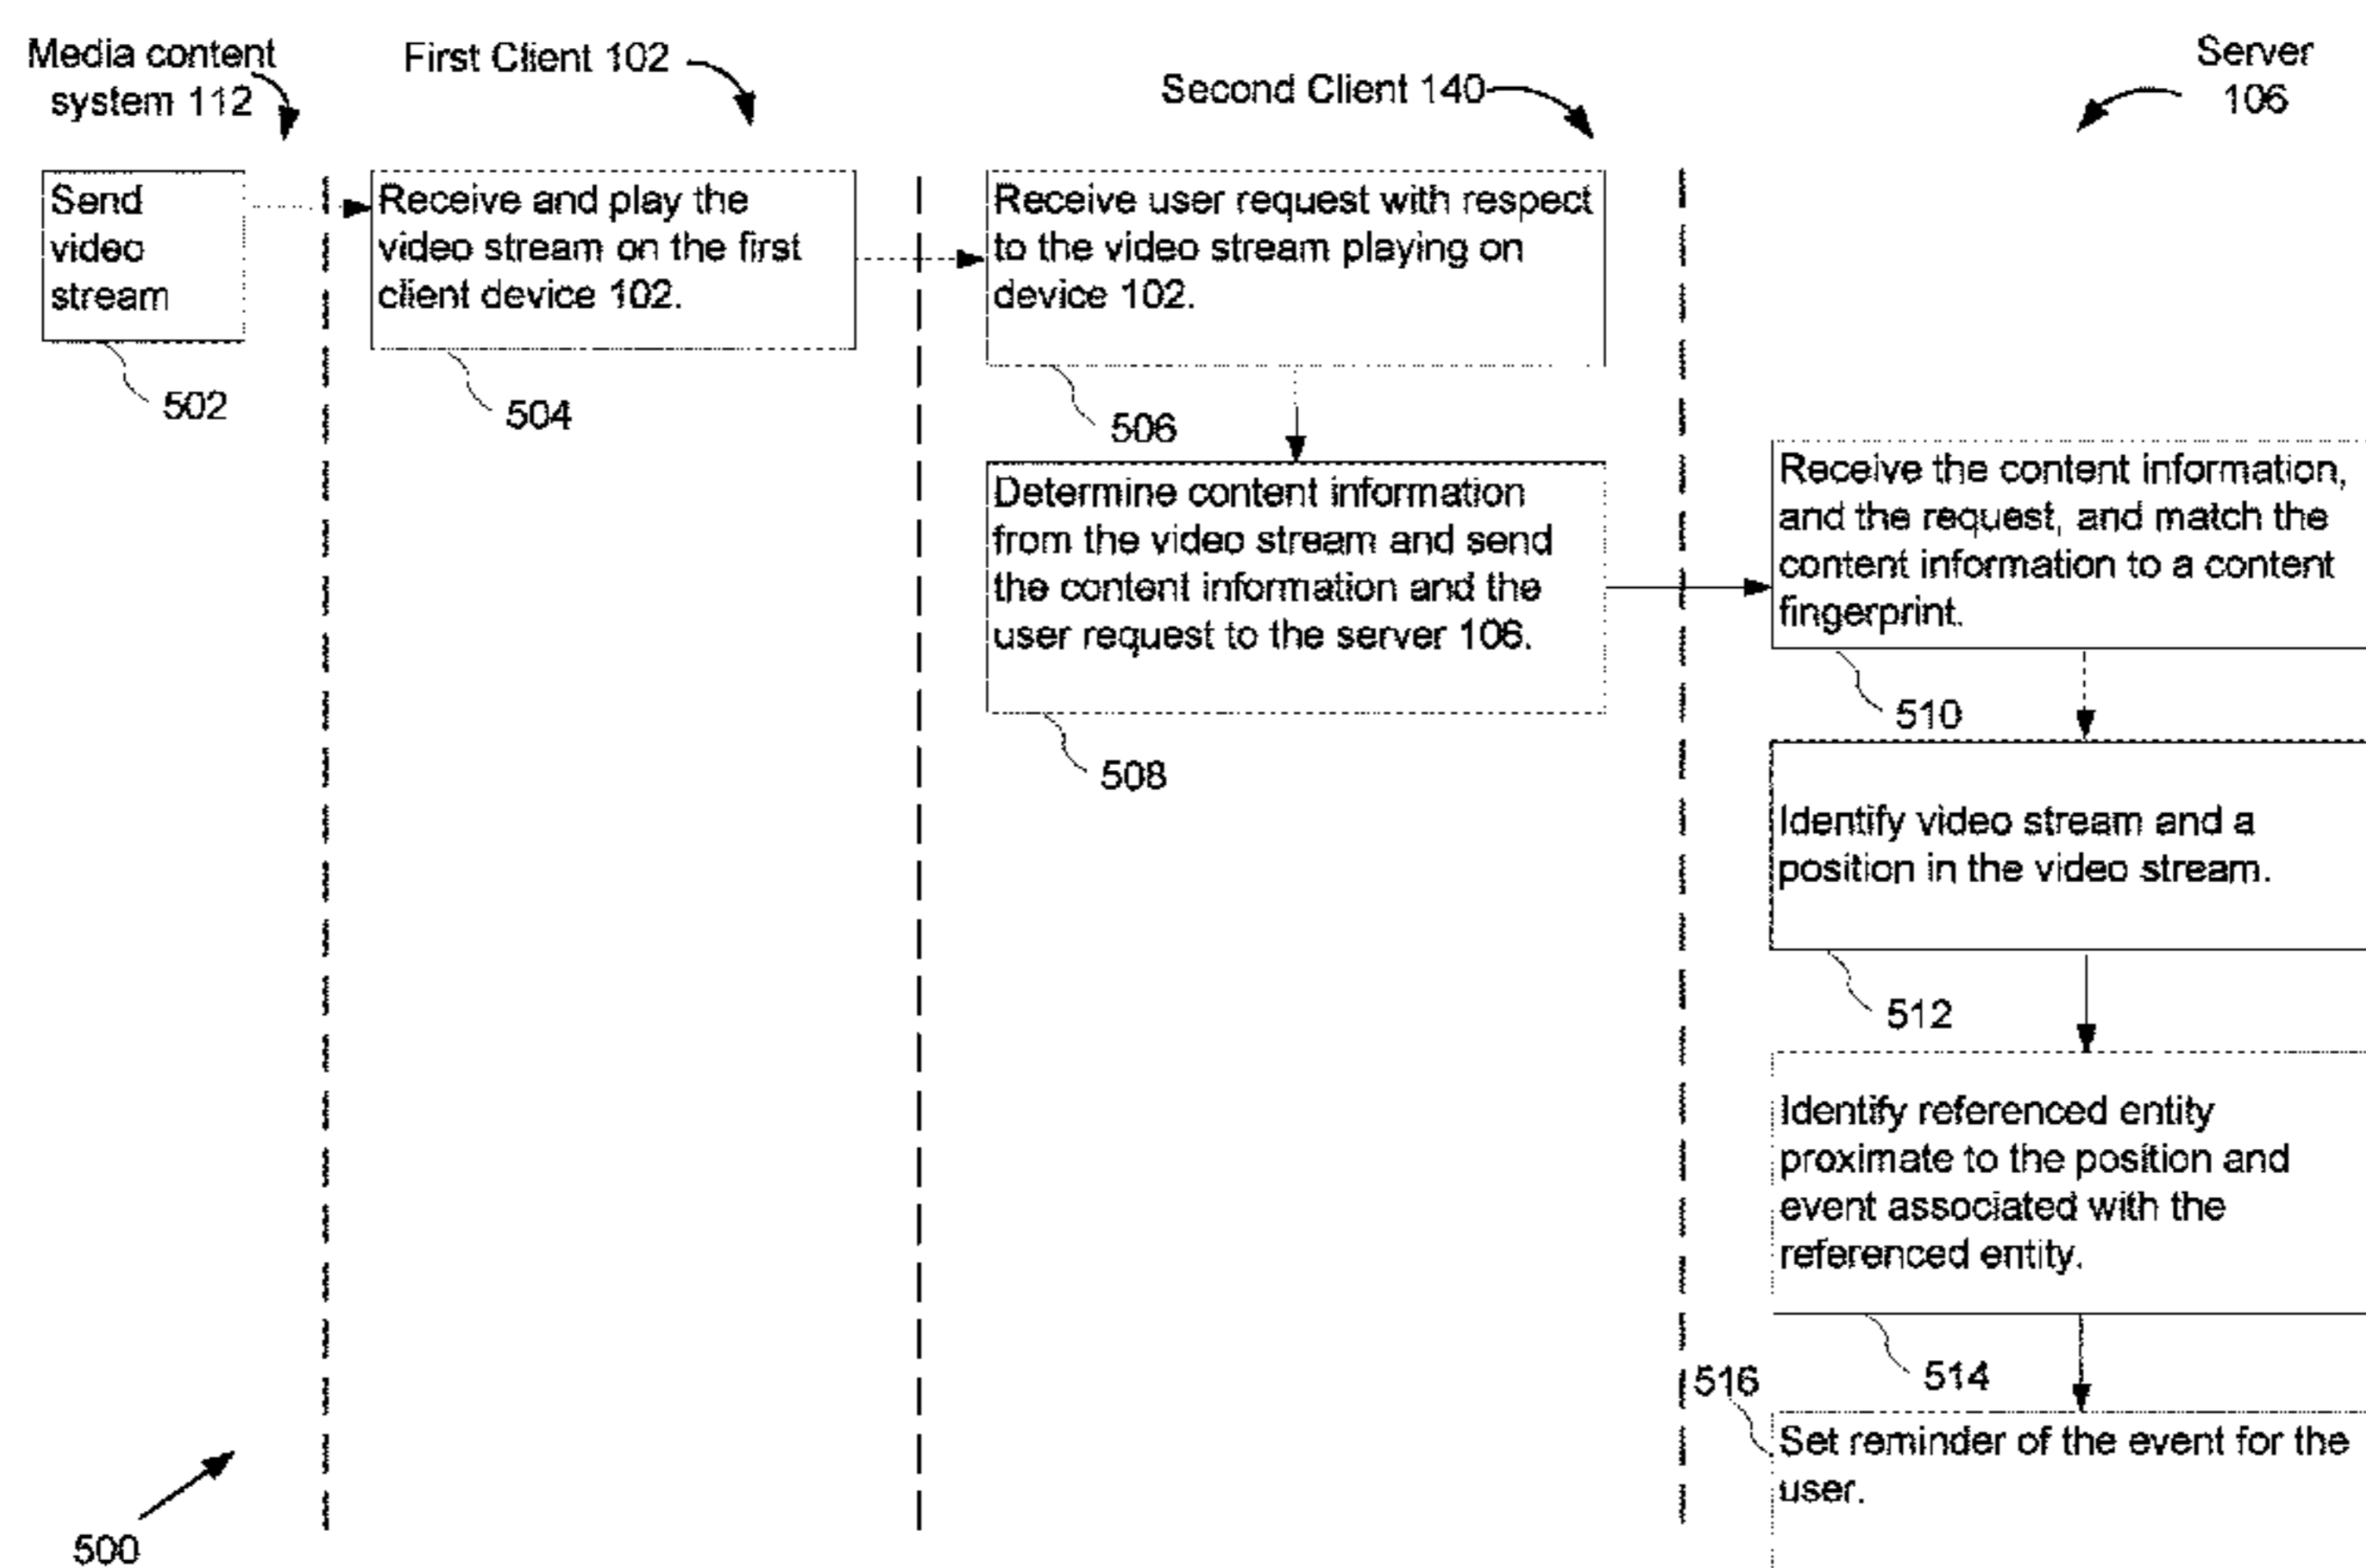 Media content
system 112
First Client 102
Second Client 140
Server
106
Send
video
stream
502
Receive and play the
video stream on the first
client device 102.
504
Receive user request with respect
to the video stream playing on
device 102.
506
Determine content information
from the video stream and send
the content information and the
user request to the server 106.
508
Receive the content information,
and the request, and match the
content information to a content
fingerprint.
510
Identify video stream and a
position in the video stream.
512
Identify referenced entity
proximate to the position and
event associated with the
referenced entity.
514
516
Set reminder of the event for the
user.
500